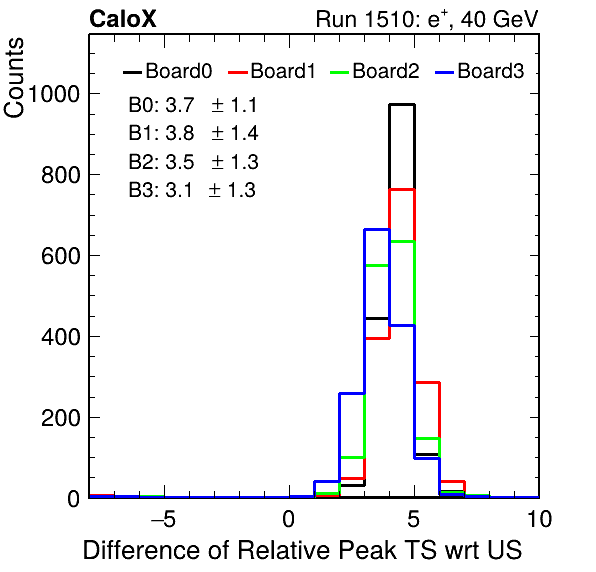 CaloX Run 1510: e⁺, 40 GeV
Counts
Board0 Board1 Board2 Board3
B0: 3.7 ± 1.1
B1: 3.8 ± 1.4
B2: 3.5 ± 1.3
B3: 3.1 ± 1.3
1000
800
600
400
200
0
−5 0 5 10
Difference of Relative Peak TS wrt US